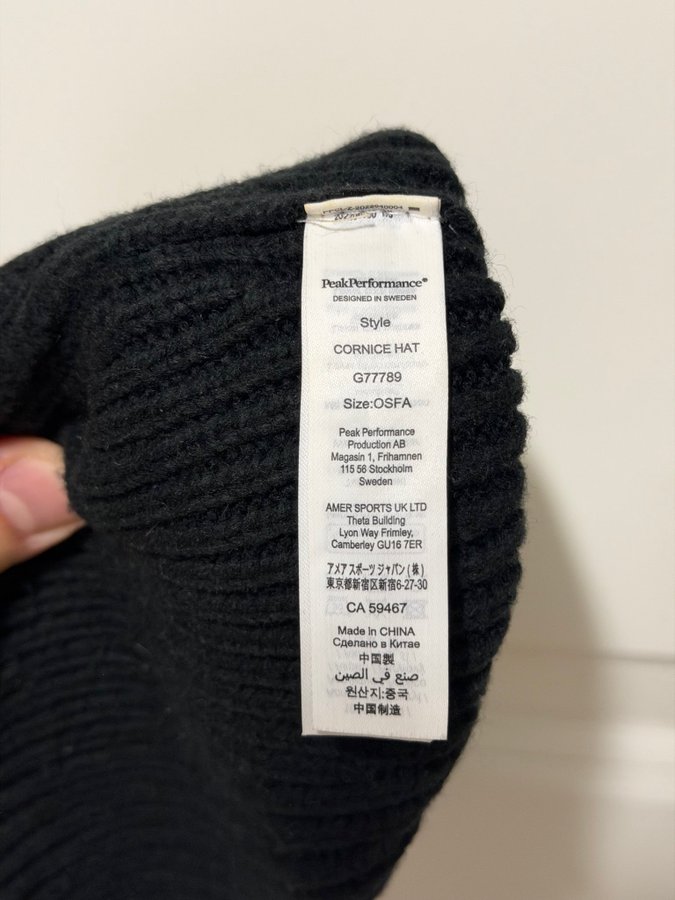 PeakPerformance®
DESIGNED IN SWEDEN
Style
CORNICE HAT
G77789
Size:OSFA
Peak Performance
Production AB
Magasin 1, Frihamnen
115 56 Stockholm
Sweden
AMER SPORTS UK LTD
Theta Building
Lyon Way Frimley,
Camberley GU16 7ER
アメアスポーツジャパン(株)
東京都新宿区新宿6-27-30
CA 59467
Made in CHINA
Сделано в Китае
中国製
صنع في الصين
원산지:중국
中国制造